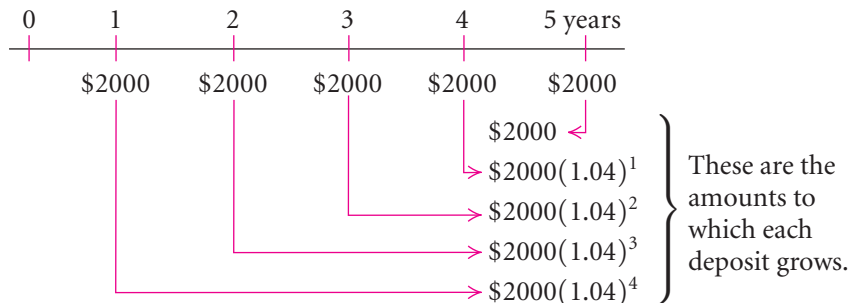 0 1 2 3 4 5 years
$2000 $2000 $2000 $2000 $2000
$2000
$2000(1.04)^1
$2000(1.04)^2
$2000(1.04)^3
$2000(1.04)^4
These are the
amounts to
which each
deposit grows.